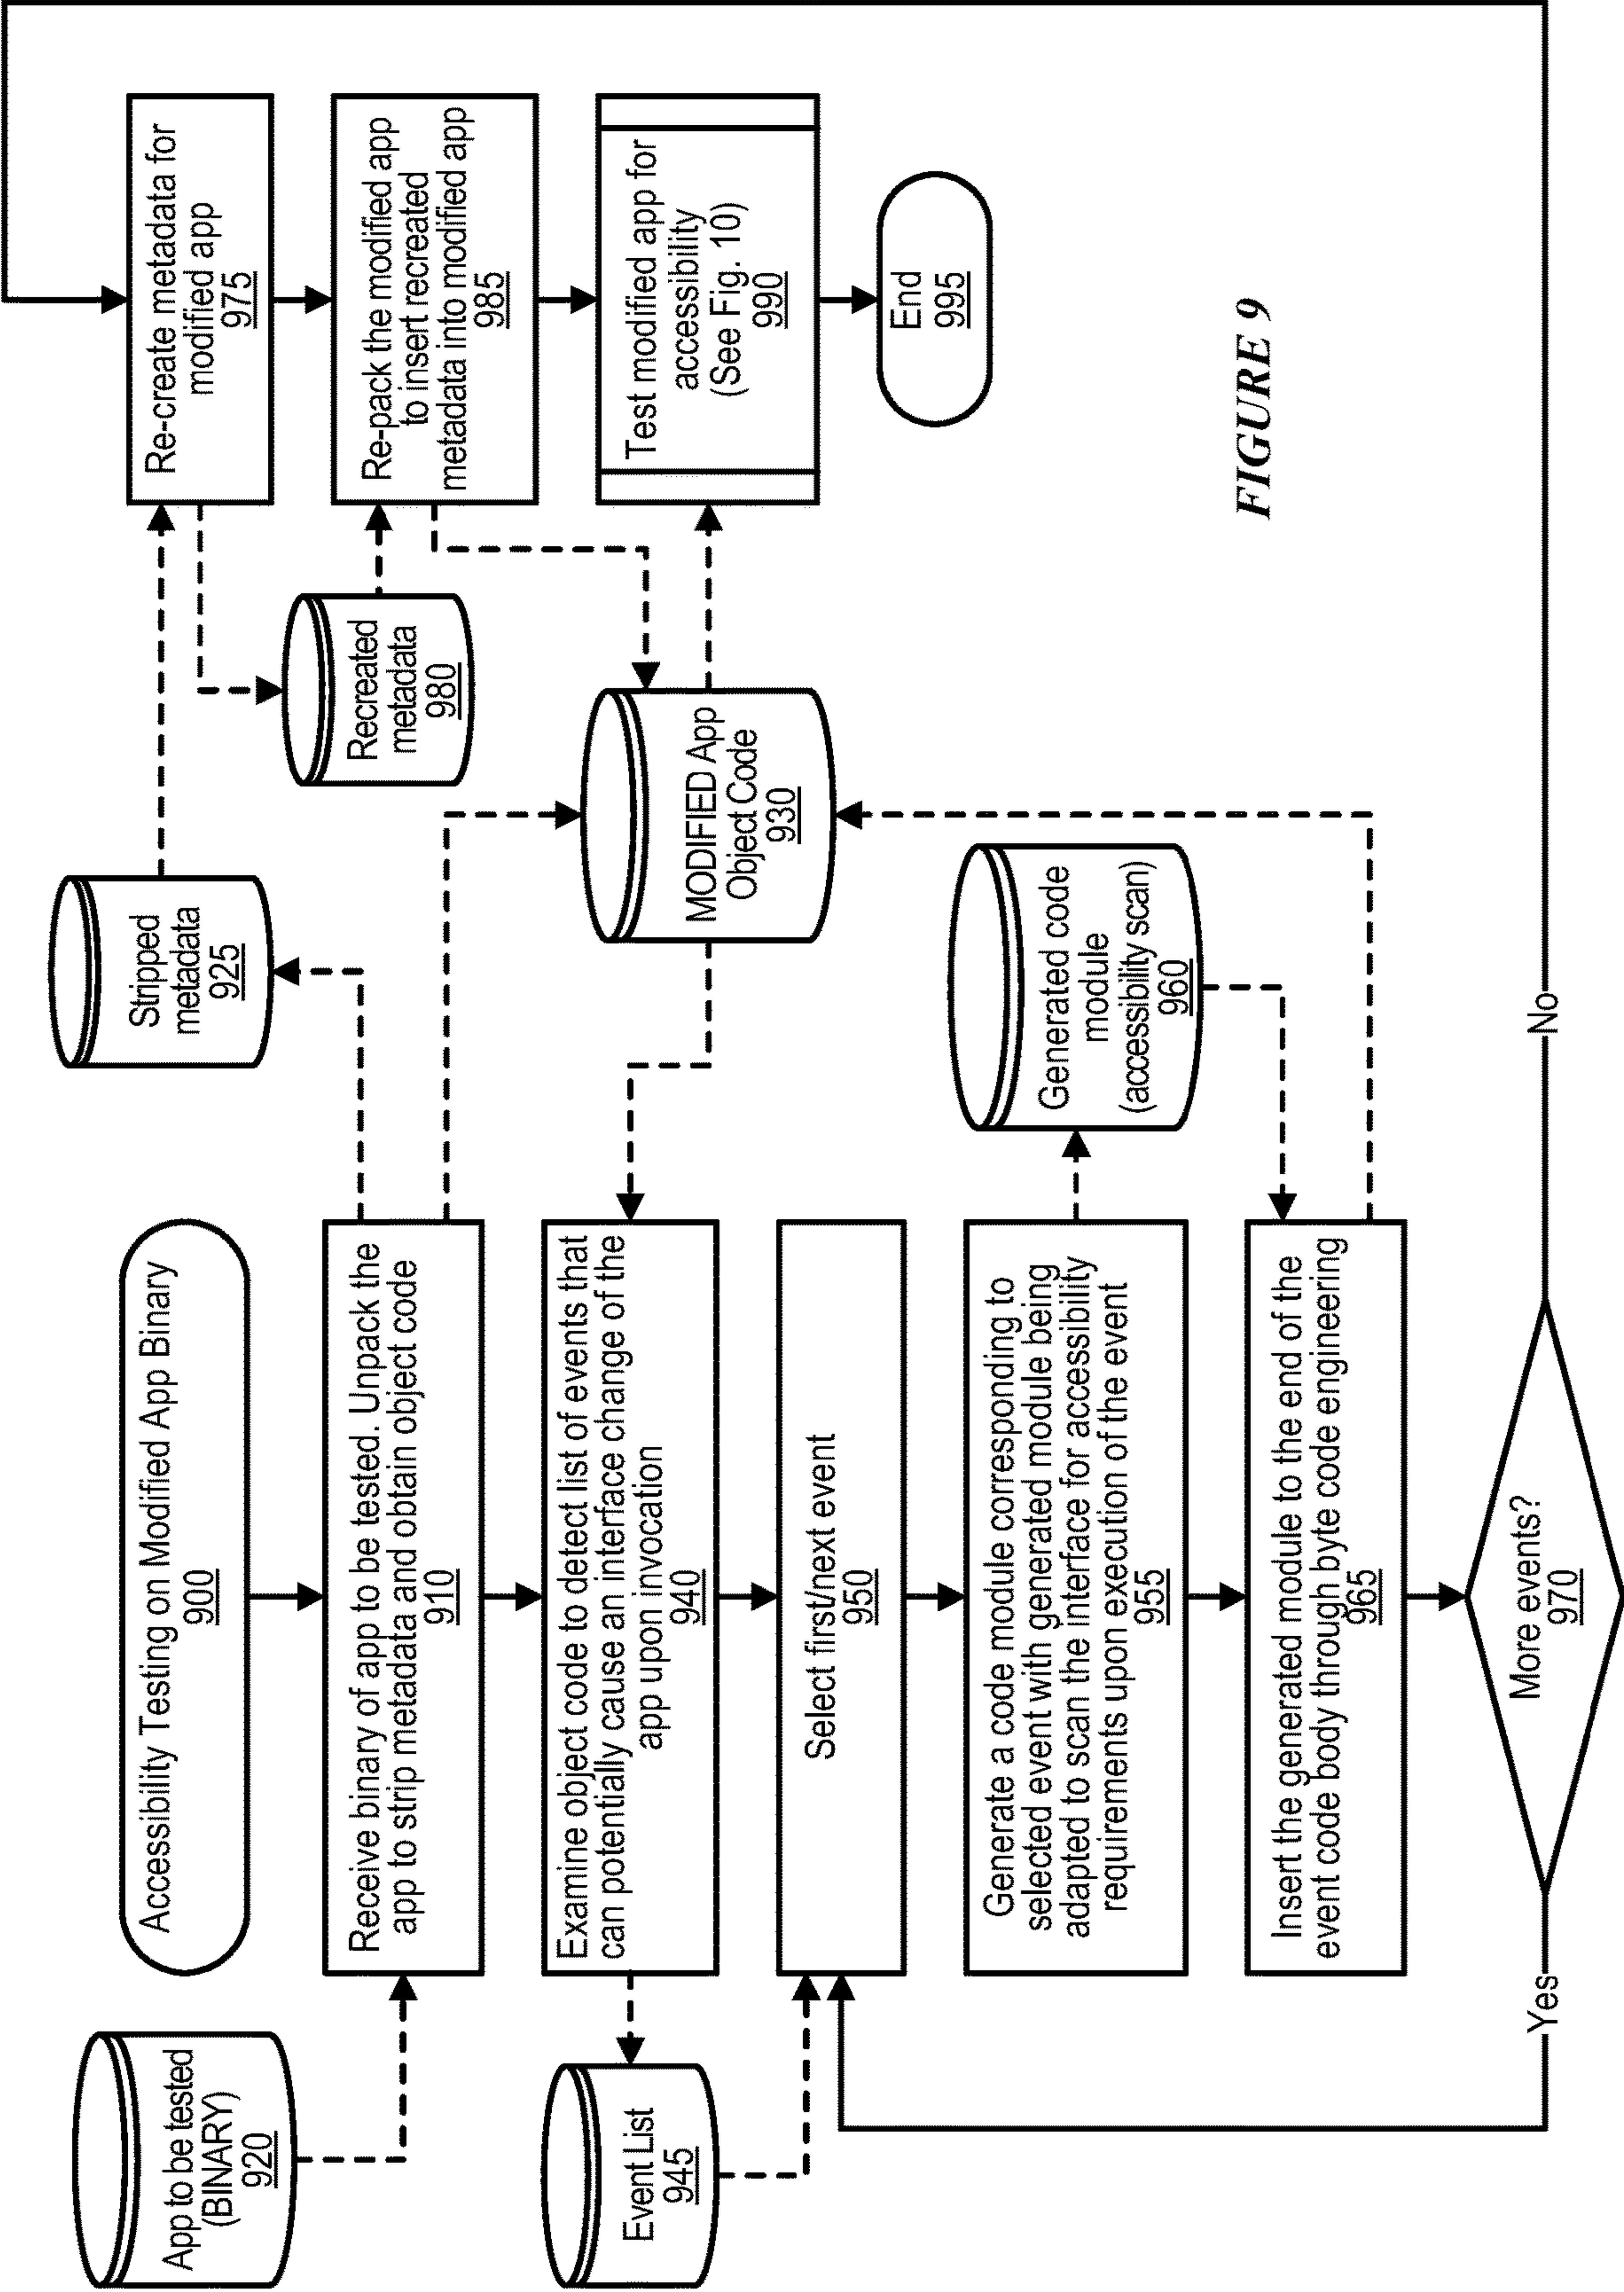 Accessibility Testing on Modified App Binary
900
App to be tested
(BINARY)
920
Receive binary of app to be tested. Unpack the
app to strip metadata and obtain object code
910
Stripped
metadata
925
Examine object code to detect list of events that
can potentially cause an interface change of the
app upon invocation
940
Event List
945
MODIFIED App
Object Code
930
Select first/next event
950
Generate a code module corresponding to
selected event with generated module being
adapted to scan the interface for accessibility
requirements upon execution of the event
955
Generated code
module
(accessibility scan)
960
Insert the generated module to the end of the
event code body through byte code engineering
965
More events?
970
Yes
No
Re-create metadata for
modified app
975
Recreated
metadata
980
Re-pack the modified app
to insert recreated
metadata into modified app
985
Test modified app for
accessibility
(See Fig. 10)
990
End
995
FIGURE 9